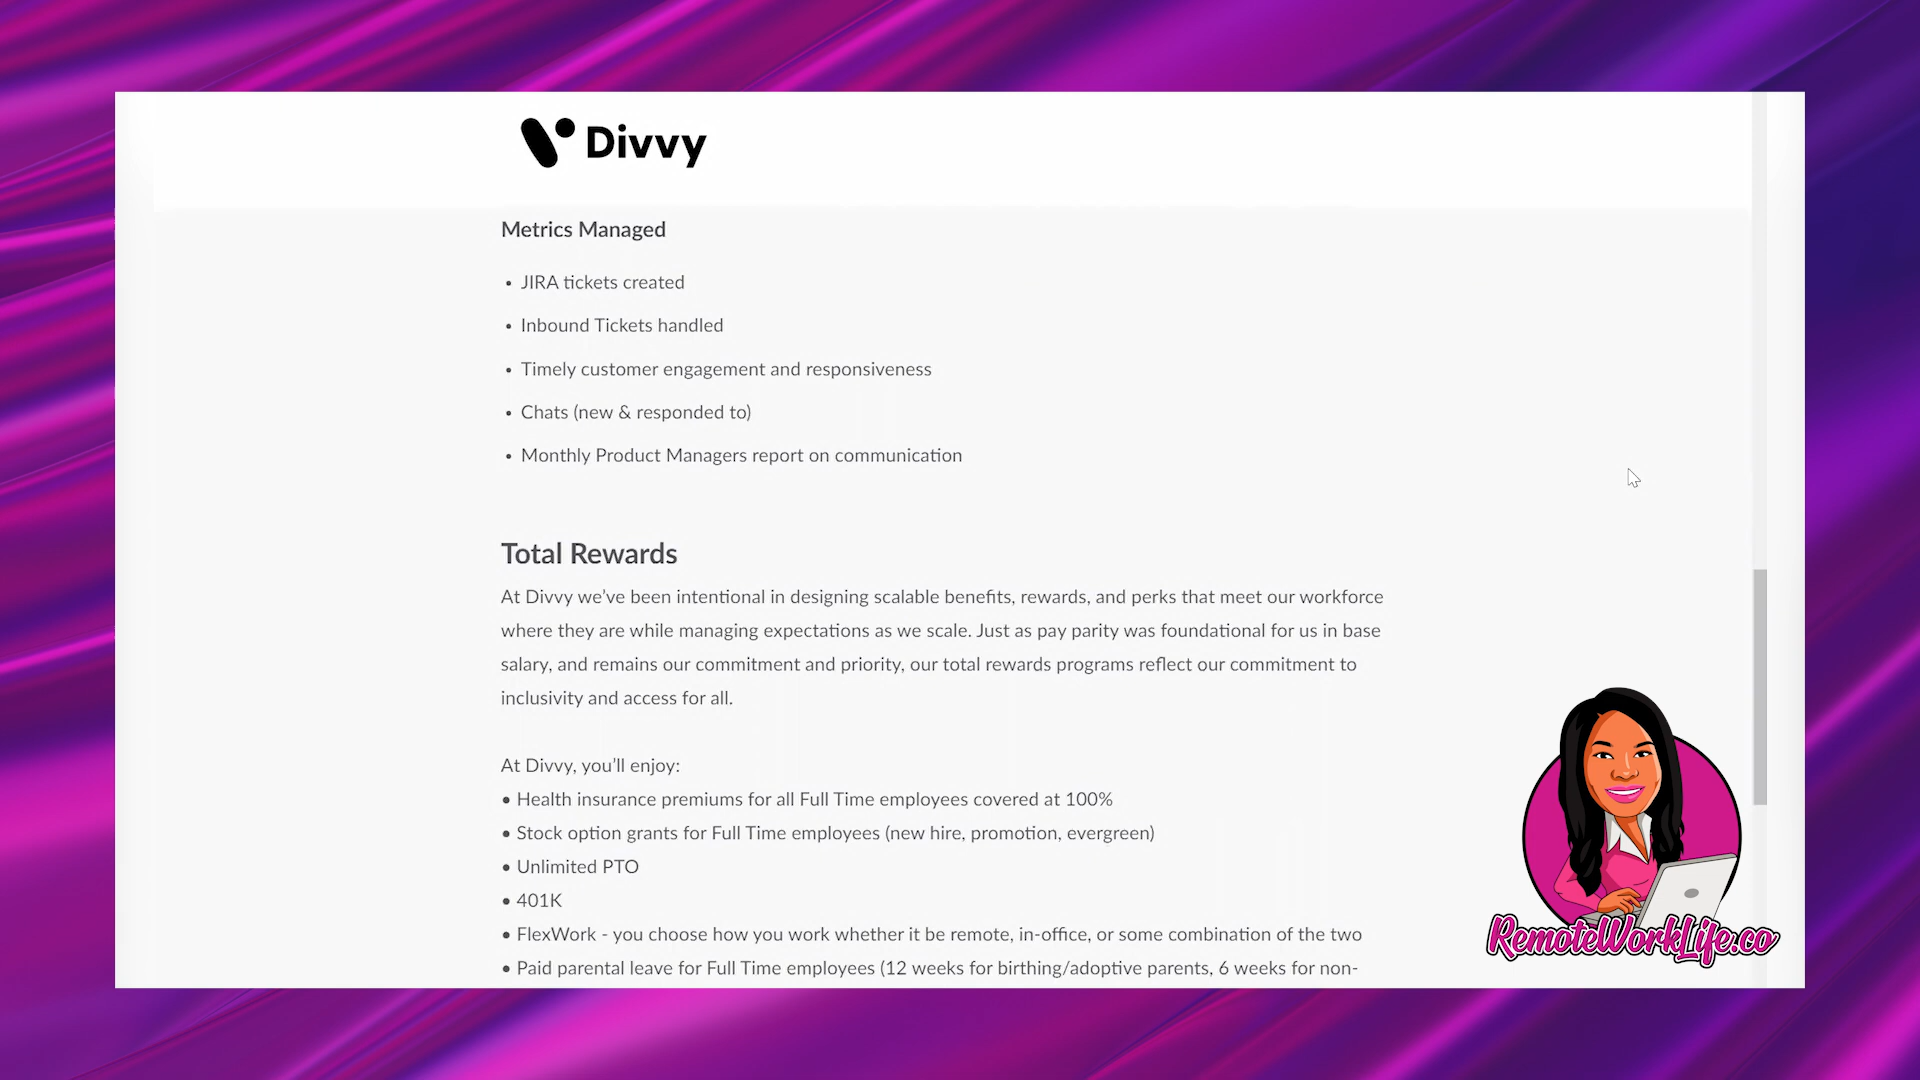 Divvy
Metrics Managed
• JIRA tickets created
• Inbound Tickets handled
• Timely customer engagement and responsiveness
• Chats (new & responded to)
• Monthly Product Managers report on communication
Total Rewards
At Divvy we’ve been intentional in designing scalable benefits, rewards, and perks that meet our workforce
where they are while managing expectations as we scale. Just as pay parity was foundational for us in base
salary, and remains our commitment and priority, our total rewards programs reflect our commitment to
inclusivity and access for all.
At Divvy, you’ll enjoy:
• Health insurance premiums for all Full Time employees covered at 100%
• Stock option grants for Full Time employees (new hire, promotion, evergreen)
• Unlimited PTO
• 401K
• FlexWork - you choose how you work whether it be remote, in-office, or some combination of the two
• Paid parental leave for Full Time employees (12 weeks for birthing/adoptive parents, 6 weeks for non-
RemoteWorkLife.co